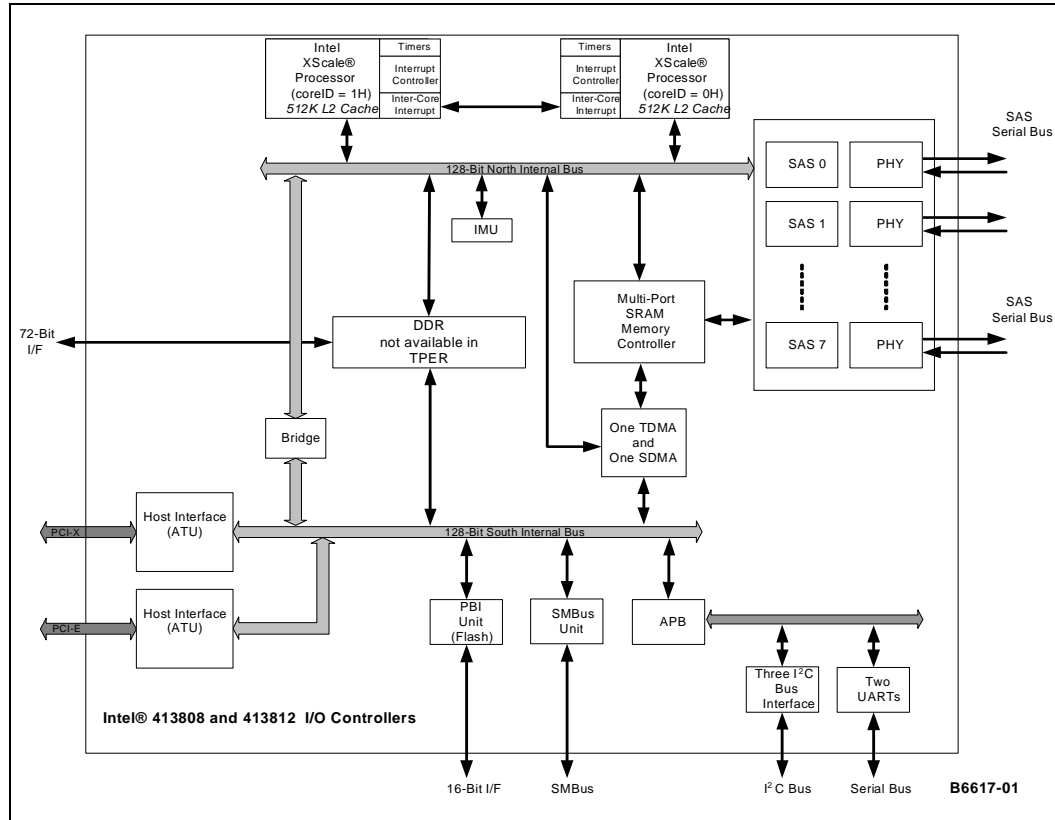 Intel
XScale®
Processor
(coreID = 1H)
512K L2 Cache
Timers
Interrupt
Controller
Inter-Core
Interrupt
Timers
Interrupt
Controller
Inter-Core
Interrupt
Intel
XScale®
Processor
(coreID = 0H)
512K L2 Cache
SAS
Serial Bus
128-Bit North Internal Bus
SAS 0
PHY
SAS 1
PHY
IMU
Multi-Port
SRAM
Memory
Controller
SAS
Serial Bus
SAS 7
PHY
72-Bit
I/F
DDR
not available in
TPER
Bridge
One TDMA
and
One SDMA
PCI-X
Host Interface
(ATU)
128-Bit South Internal Bus
PCI-E
Host Interface
(ATU)
PBI
Unit
(Flash)
SMBus
Unit
APB
Three I²C
Bus
Interface
Two
UARTs
Intel® 413808 and 413812 I/O Controllers
16-Bit I/F
SMBus
I²C Bus
Serial Bus
B6617-01